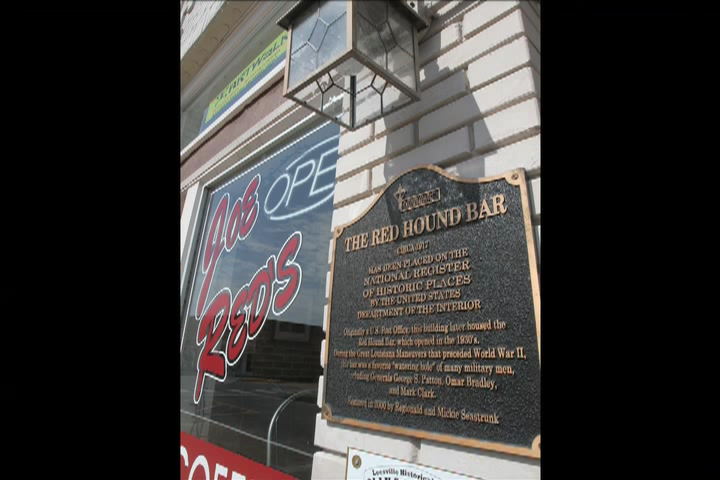 ARTWALK
OPE
JOE
RED'S
THE RED HOUND BAR
CIRCA 1917
HAS BEEN PLACED ON THE
NATIONAL REGISTER
OF HISTORIC PLACES
BY THE UNITED STATES
DEPARTMENT OF THE INTERIOR
Originally a U.S. Post Office, this building later housed the
Red Hound Bar, which opened in the 1930's.
During the Great Louisiana Maneuvers that preceded World War II,
the bar was a favorite "watering hole" of many military men,
including Generals George S. Patton, Omar Bradley,
and Mark Clark.
Restored in 2000 by Reginald and Mickie Seastrunk
COFF
Leesville Historical